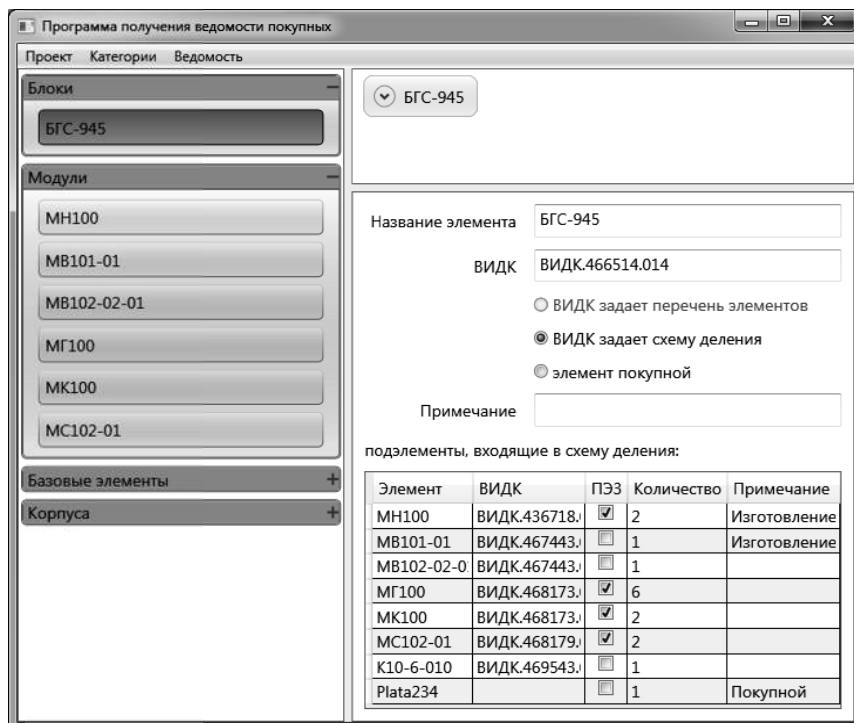 Программа получения ведомости покупных
Проект Категории Ведомость
Блоки
БГС-945
Модули
МН100
МВ101-01
МВ102-02-01
МГ100
МК100
МС102-01
Базовые элементы
Корпуса
БГС-945
Название элемента БГС-945
ВИДК ВИДК.466514.014
ВИДК задает перечень элементов
ВИДК задает схему деления
элемент покупной
Примечание
подэлементы, входящие в схему деления:
Элемент ВИДК ПЭЗ Количество Примечание
МН100 ВИДК.436718. 2 Изготовление
МВ101-01 ВИДК.467443. 1 Изготовление
МВ102-02-0 ВИДК.467443. 1
МГ100 ВИДК.468173. 6
МК100 ВИДК.468173. 2
МС102-01 ВИДК.468179. 2
К10-6-010 ВИДК.469543. 1
Plata234 1 Покупной